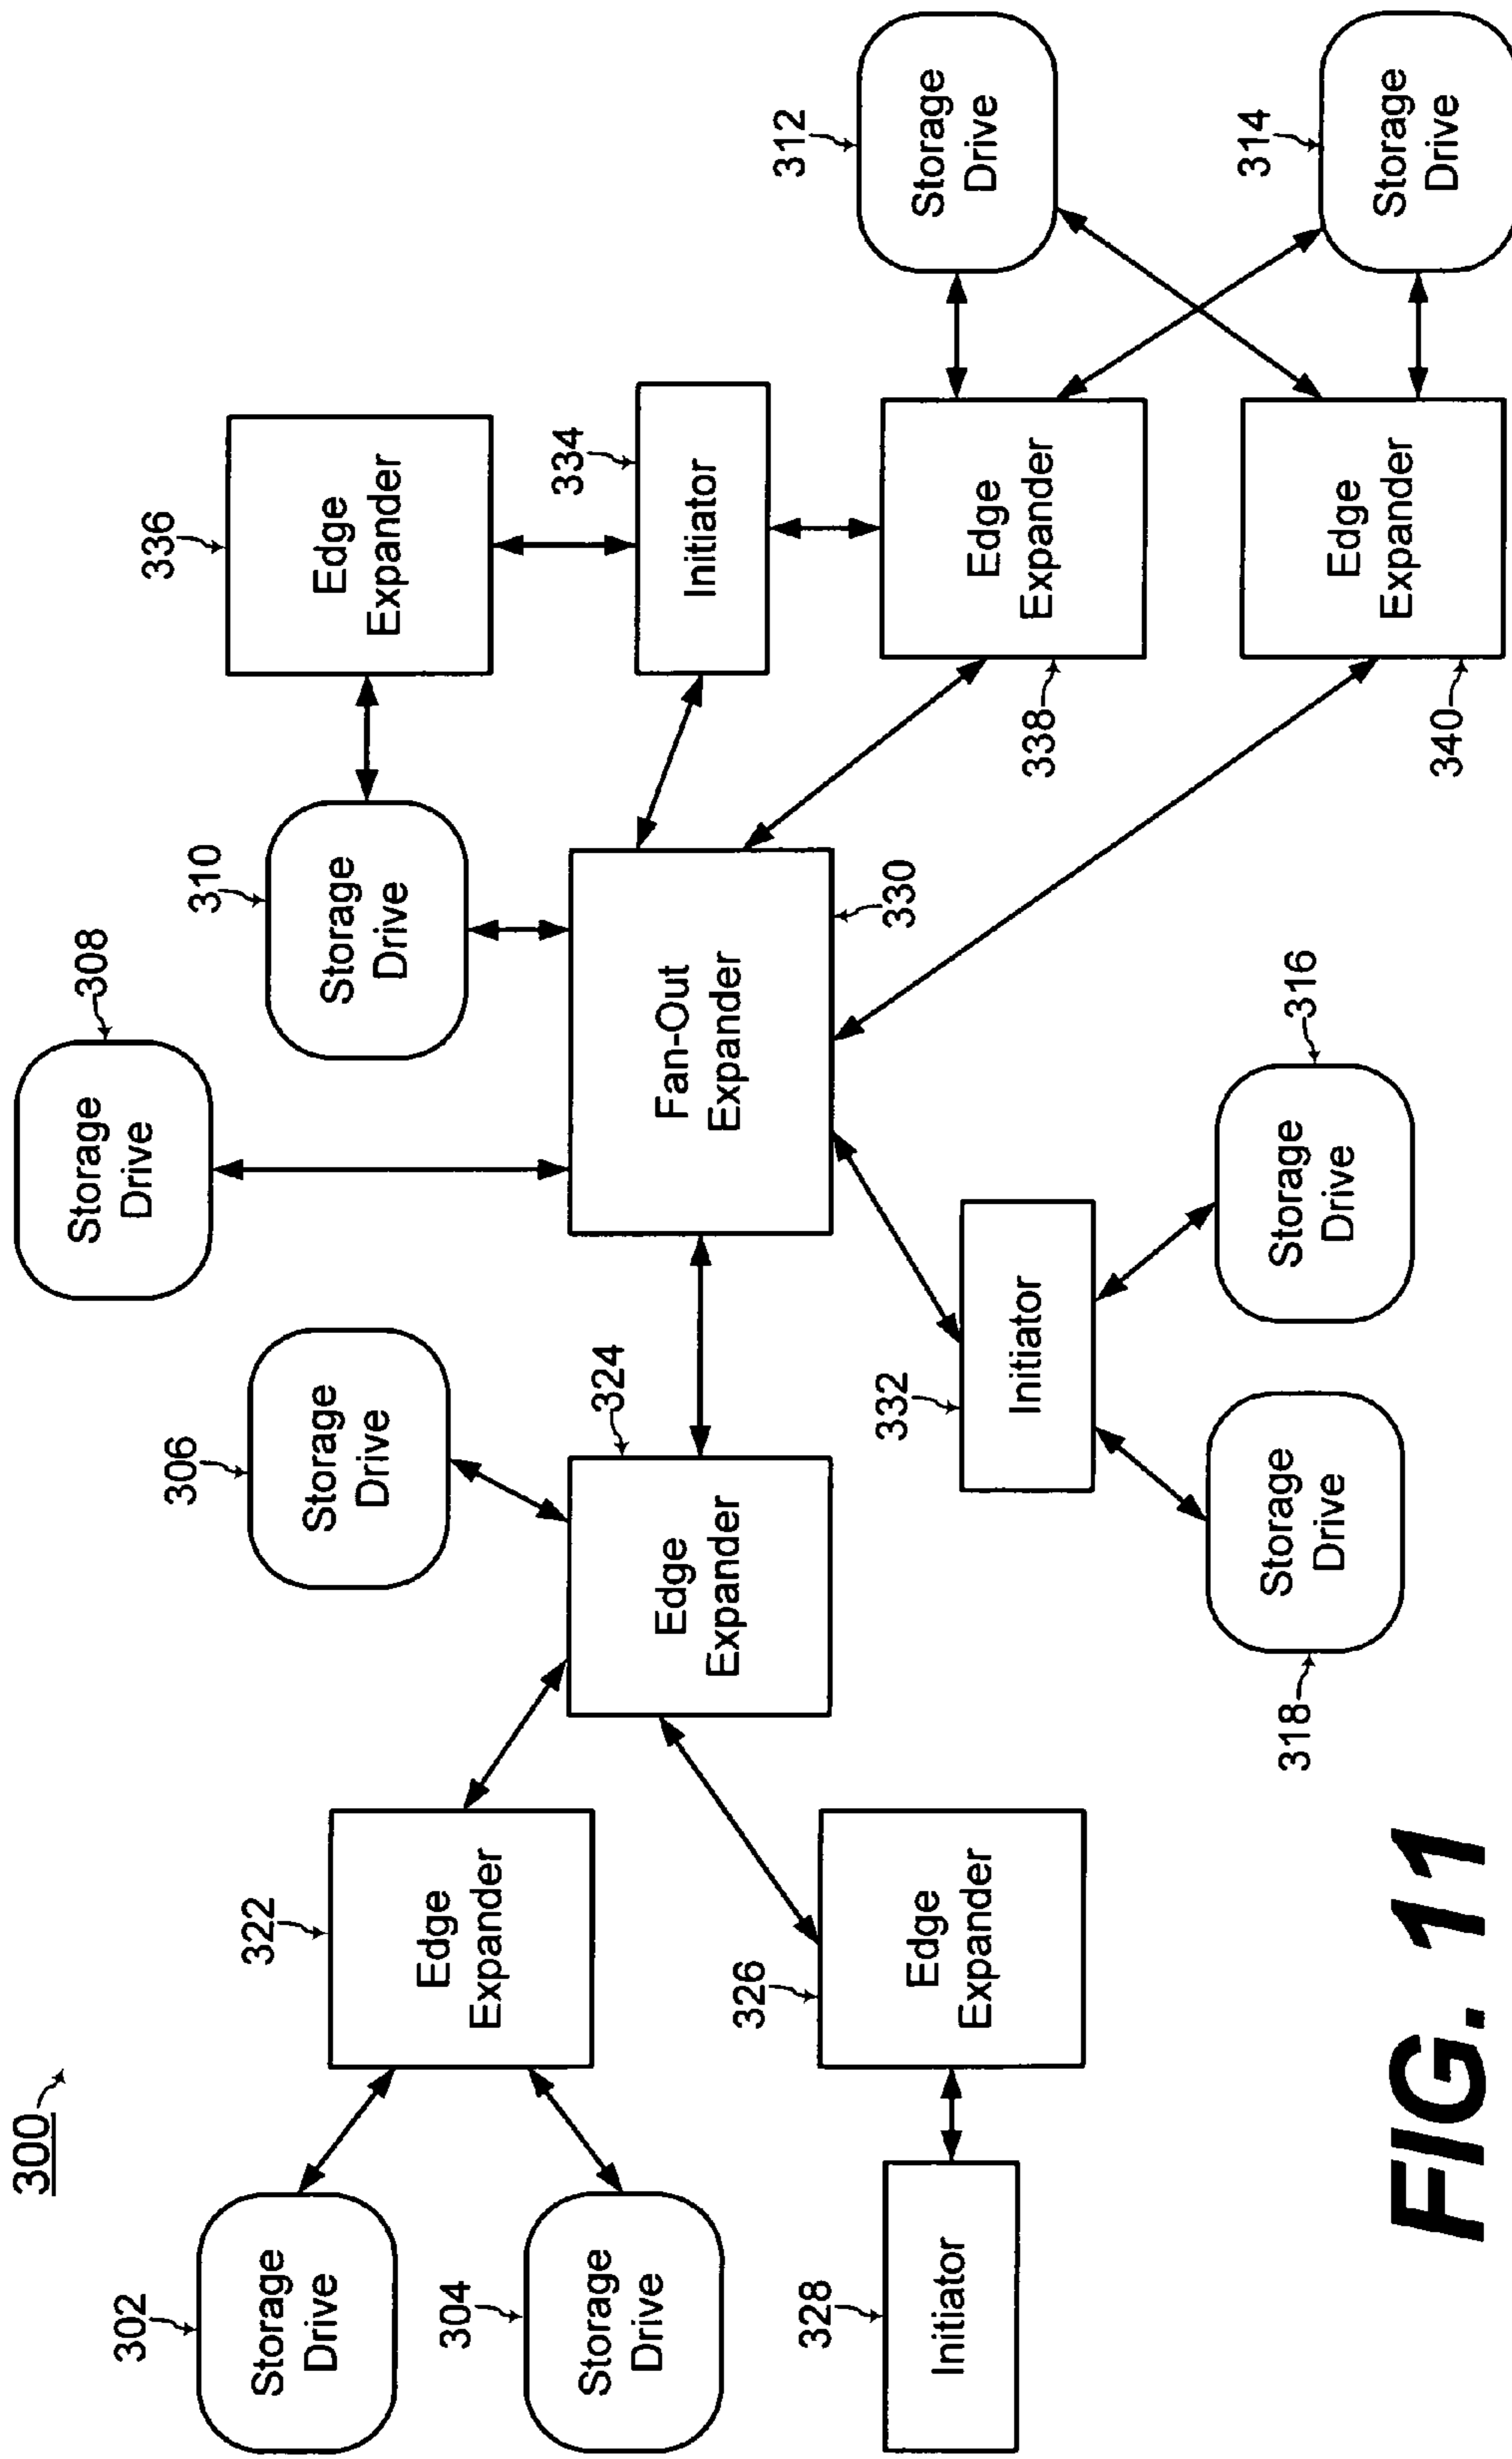 300
302
Storage
Drive
304
Storage
Drive
328
Initiator
322
Edge
Expander
326
Edge
Expander
306
Storage
Drive
324
Edge
Expander
318
Storage
Drive
332
Initiator
316
Storage
Drive
308
Storage
Drive
310
Storage
Drive
Fan-Out
Expander
330
336
Edge
Expander
334
Initiator
338
Edge
Expander
340
Edge
Expander
312
Storage
Drive
314
Storage
Drive
FIG. 11